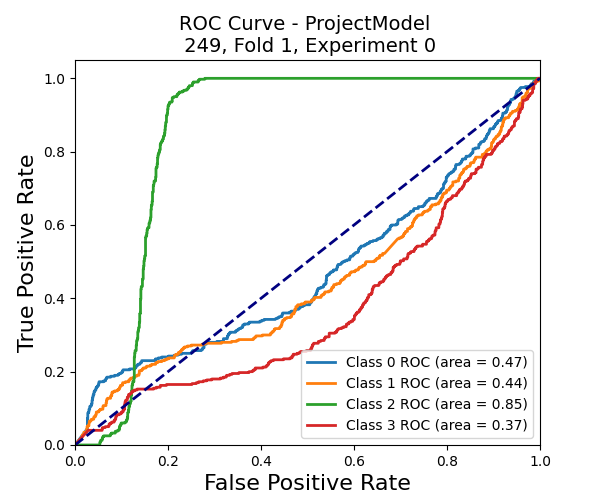 ROC Curve - ProjectModel
249, Fold 1, Experiment 0
True Positive Rate
1.0
0.8
0.6
0.4
0.2
0.0
0.0 0.2 0.4 0.6 0.8 1.0
False Positive Rate
Class 0 ROC (area = 0.47)
Class 1 ROC (area = 0.44)
Class 2 ROC (area = 0.85)
Class 3 ROC (area = 0.37)